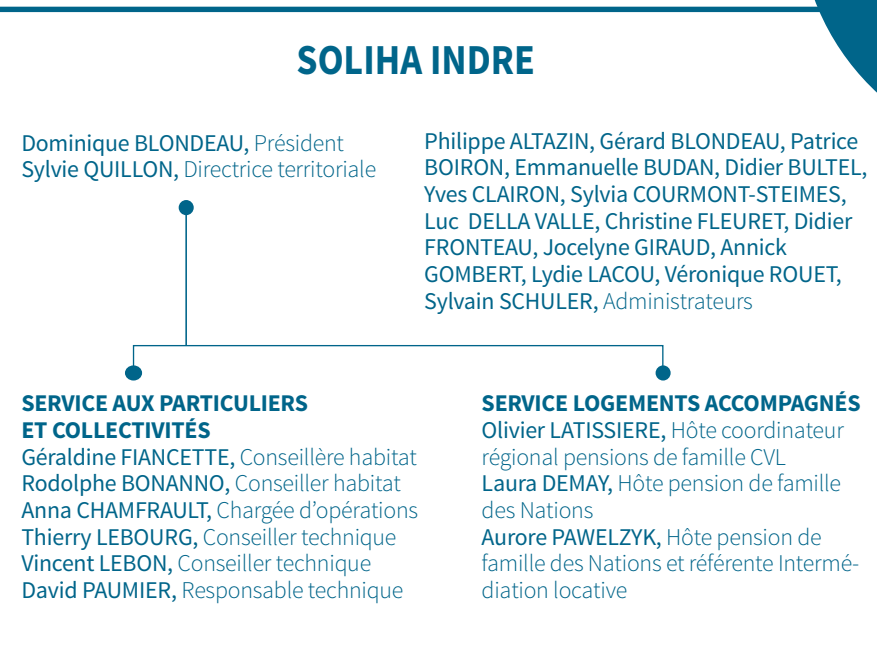 SOLIHA INDRE
Dominique BLONDEAU, Président
Sylvie QUILLON, Directrice territoriale
Philippe ALTAZIN, Gérard BLONDEAU, Patrice
BOIRON, Emmanuelle BUDAN, Didier BULTEL,
Yves CLAIRON, Sylvia COURMONT-STEIMES,
Luc DELLA VALLE, Christine FLEURET, Didier
FRONTEAU, Jocelyne GIRAUD, Annick
GOMBERT, Lydie LACOU, Véronique ROUET,
Sylvain SCHULER, Administrateurs
SERVICE AUX PARTICULIERS
ET COLLECTIVITÉS
Géraldine FIANCETTE, Conseillère habitat
Rodolphe BONANNO, Conseiller habitat
Anna CHAMFRAULT, Chargée d’opérations
Thierry LEBOURG, Conseiller technique
Vincent LEBON, Conseiller technique
David PAUMIER, Responsable technique
SERVICE LOGEMENTS ACCOMPAGNÉS
Olivier LATISSIERE, Hôte coordinateur
régional pensions de famille CVL
Laura DEMAY, Hôte pension de famille
des Nations
Aurore PAWELZYK, Hôte pension de
famille des Nations et référente Intermé-
diation locative